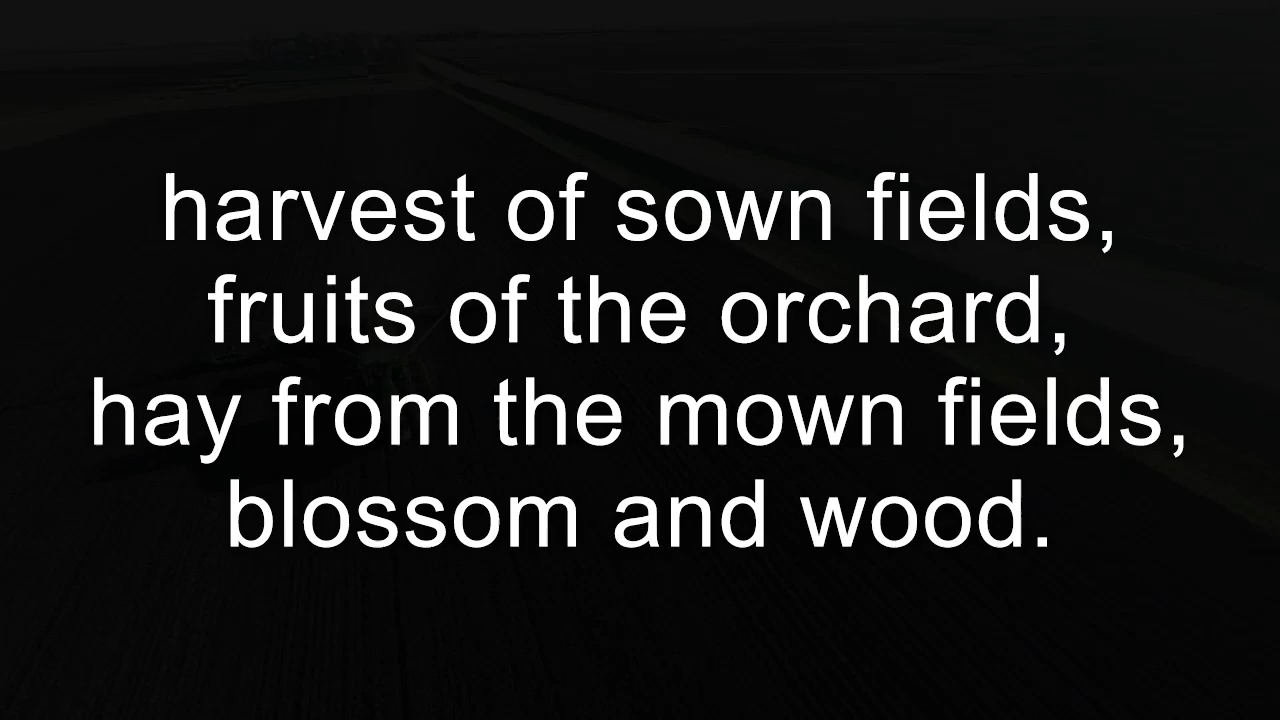 harvest of sown fields,
fruits of the orchard,
hay from the mown fields,
blossom and wood.